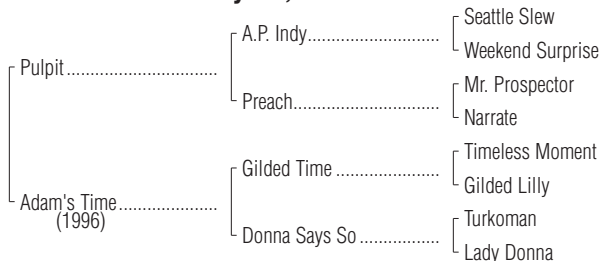 Seattle Slew
A.P. Indy..................................
Weekend Surprise
Pulpit ...............................
Mr. Prospector
Preach.....................................
Narrate
Timeless Moment
Gilded Time ..........................
Gilded Lilly
Adam's Time.....................
(1996)
Turkoman
Donna Says So ....................
Lady Donna